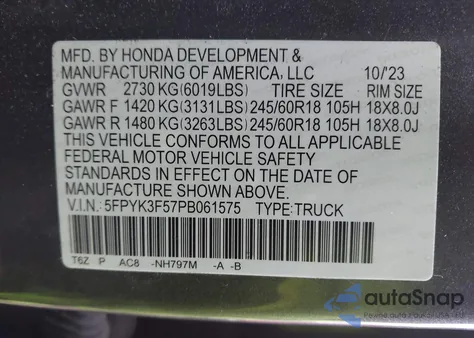 MFD. BY HONDA DEVELOPMENT &
MANUFACTURING OF AMERICA, LLC 10/'23
GVWR 2730 KG(6019LBS) TIRE SIZE RIM SIZE
GAWR F 1420 KG(3131LBS) 245/60R18 105H 18X8.0J
GAWR R 1480 KG(3263LBS) 245/60R18 105H 18X8.0J
THIS VEHICLE CONFORMS TO ALL APPLICABLE
FEDERAL MOTOR VEHICLE SAFETY
STANDARDS IN EFFECT ON THE DATE OF
MANUFACTURE SHOWN ABOVE.
V.I.N.: 5FPYK3F57PB061575 TYPE:TRUCK
T6Z P AC8 -NH797M -A -B
autoSnap